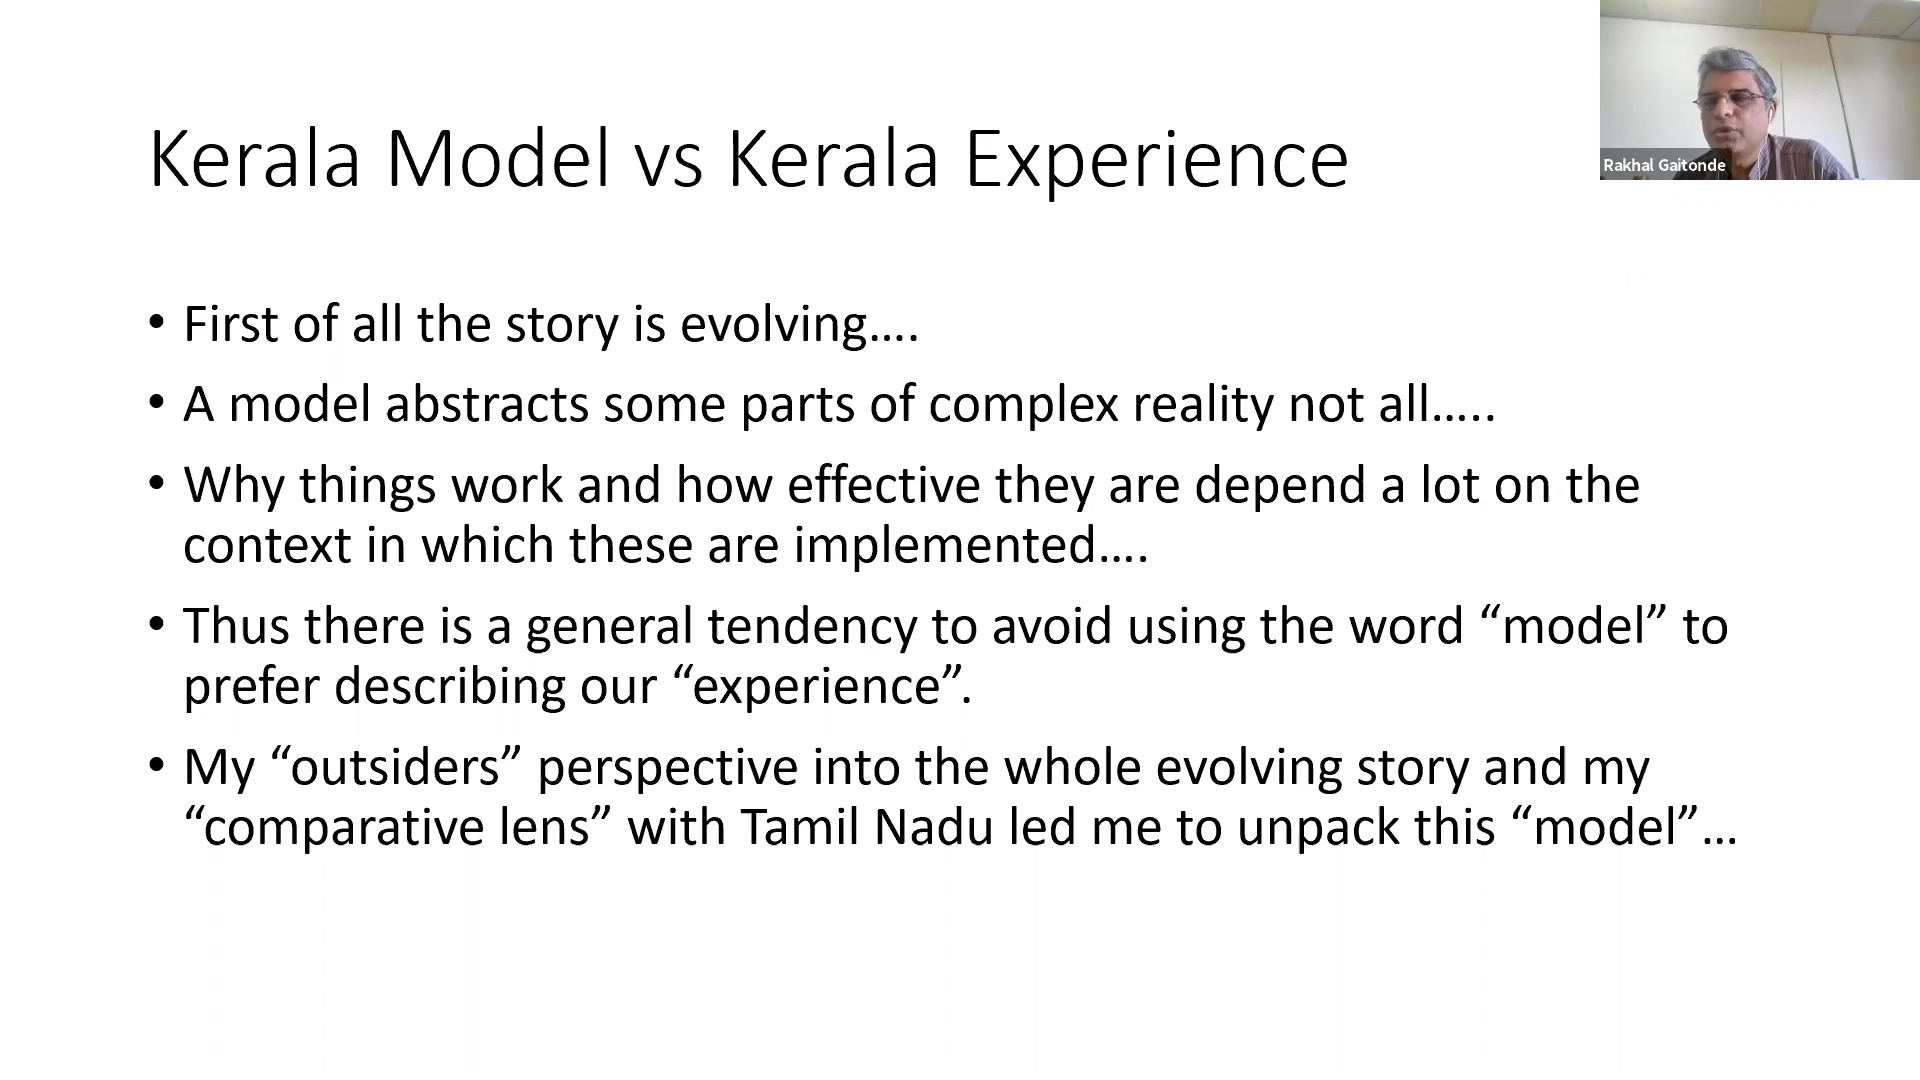 Kerala Model vs Kerala Experience
Rakhal Gaitonde
• First of all the story is evolving….
• A model abstracts some parts of complex reality not all…..
• Why things work and how effective they are depend a lot on the
context in which these are implemented….
• Thus there is a general tendency to avoid using the word “model” to
prefer describing our “experience”.
• My “outsiders” perspective into the whole evolving story and my
“comparative lens” with Tamil Nadu led me to unpack this “model”…